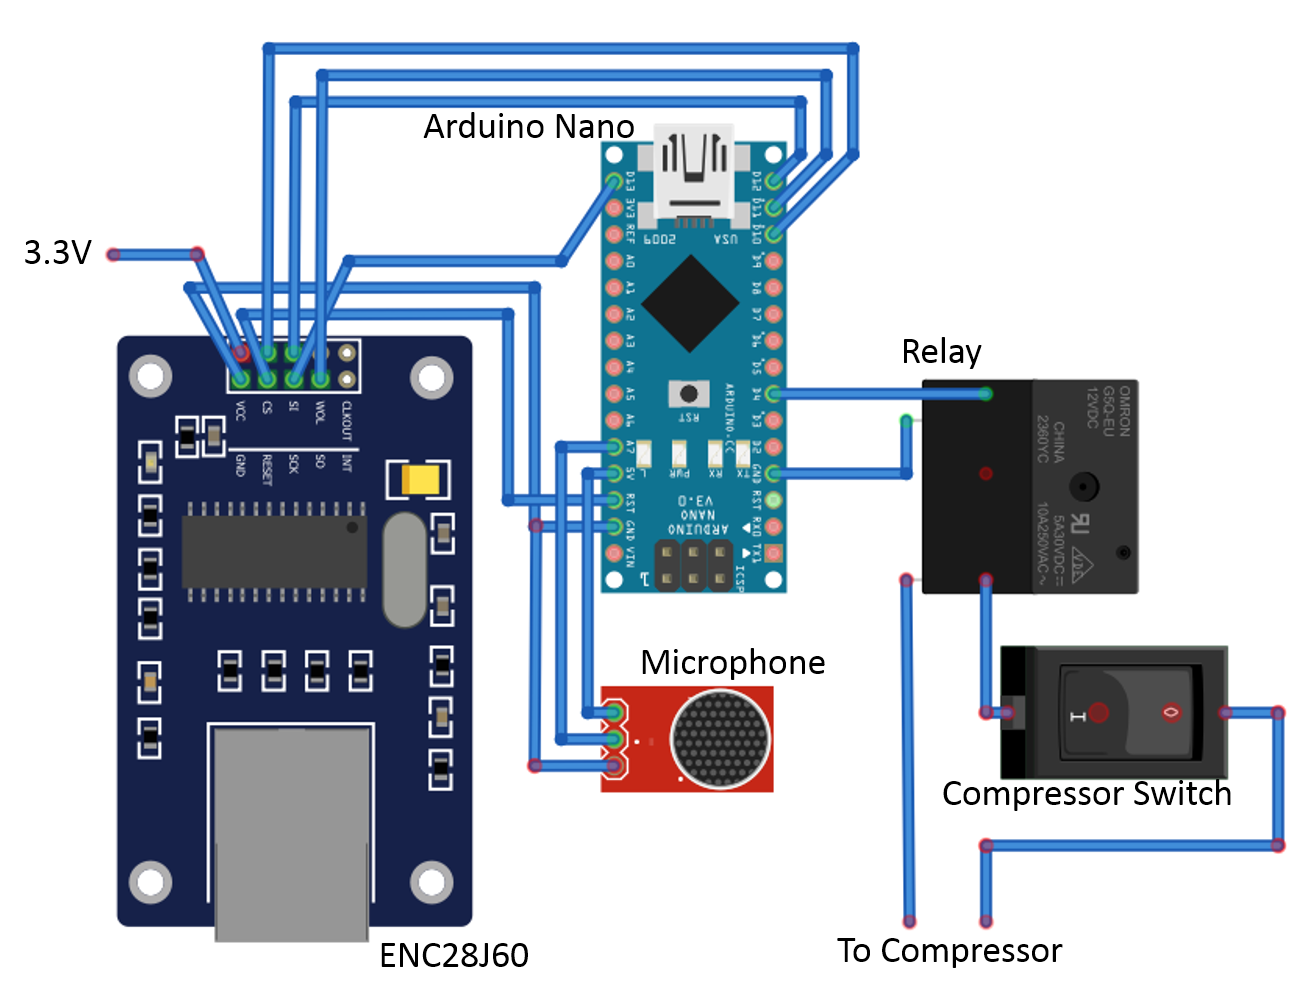 Arduino Nano
3.3V
D13
3V3
REF
A0
A1
A2
A3
A4
A5
A6
A7
5V
RST
GND
VIN
2009
USA
D12
D11
D10
D9
D8
D7
D6
D5
D4
D3
D2
GND
RST
RX0
TX1
RST
ARDUINO.CC
L
PWR
RX
TX
ARDUINO
NANO
V3.0
ICSP
1
Relay
OMRON
G5Q-EU
12VDC
CHINA
2360YC
5A30VDC
10A250VAC~
VDE
VCC
CS
SI
WOL
CLKOUT
GND
RESET
SCK
SO
INT
Microphone
I
O
Compressor Switch
To Compressor
ENC28J60